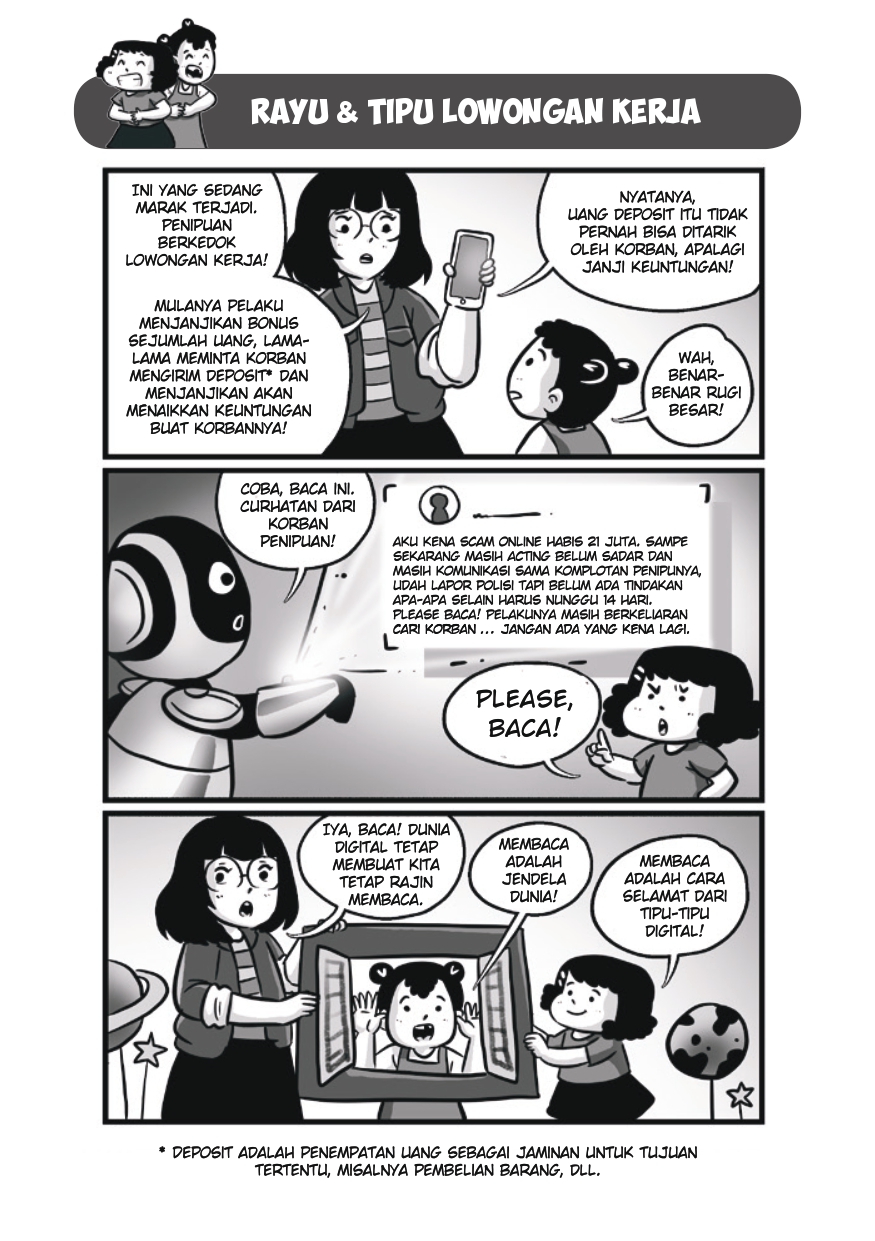 RAYU & TIPU LOWONGAN KERJA
INI YANG SEDANG
MARAK TERJADI.
PENIPUAN
BERKEDOK
LOWONGAN KERJA!
MULANYA PELAKU
MENJANJIKAN BONUS
SEJUMLAH UANG, LAMA-
LAMA MEMINTA KORBAN
MENGIRIM DEPOSIT* DAN
MENJANJIKAN AKAN
MENAIKKAN KEUNTUNGAN
BUAT KORBANNYA!
NYATANYA,
UANG DEPOSIT ITU TIDAK
PERNAH BISA DITARIK
OLEH KORBAN, APALAGI
JANJI KEUNTUNGAN!
WAH,
BENAR-
BENAR RUGI
BESAR!
COBA, BACA INI.
CURHATAN DARI
KORBAN
PENIPUAN!
AKU KENA SCAM ONLINE HABIS 21 JUTA. SAMPE
SEKARANG MASIH ACTING BELUM SADAR DAN
MASIH KOMUNIKASI SAMA KOMPLOTAN PENIPUNYA,
UDAH LAPOR POLISI TAPI BELUM ADA TINDAKAN
APA-APA SELAIN HARUS NUNGGU 14 HARI.
PLEASE BACA! PELAKUNYA MASIH BERKELIARAN
CARI KORBAN ... JANGAN ADA YANG KENA LAGI.
PLEASE,
BACA!
IYA, BACA! DUNIA
DIGITAL TETAP
MEMBUAT KITA
TETAP RAJIN
MEMBACA.
MEMBACA
ADALAH
JENDELA
DUNIA!
MEMBACA
ADALAH CARA
SELAMAT DARI
TIPU-TIPU
DIGITAL!
* DEPOSIT ADALAH PENEMPATAN UANG SEBAGAI JAMINAN UNTUK TUJUAN
TERTENTU, MISALNYA PEMBELIAN BARANG, DLL.